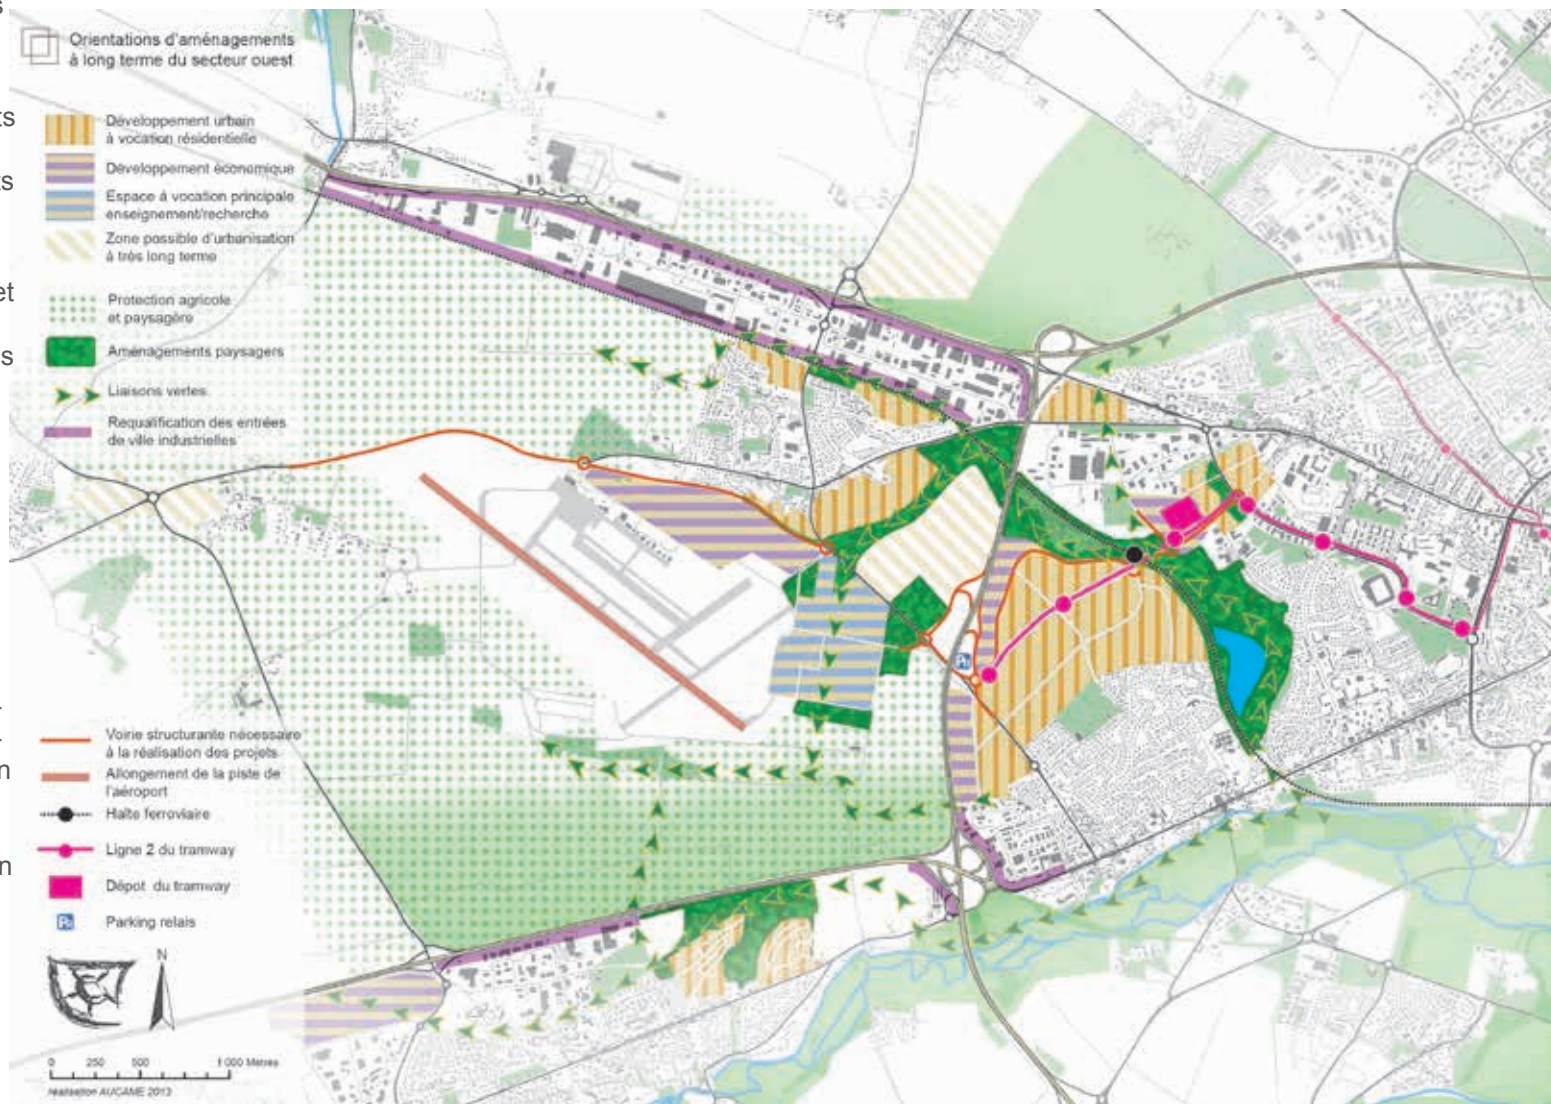 Orientations d'aménagements
à long terme du secteur ouest
Développement urbain
à vocation résidentielle
Développement économique
Espace à vocation principale
enseignement/recherche
Zone possible d'urbanisation
à très long terme
Protection agricole
et paysagère
Aménagements paysagers
Liaisons vertes
Requalification des entrées
de ville industrielles
Voirie structurante nécessaire
à la réalisation des projets
Allongement de la piste de
l'aéroport
Halte ferroviaire
Ligne 2 du tramway
Dépot du tramway
Parking relais
N
0 250 500 1 000 Mètres
réalisation AUCAME 2013